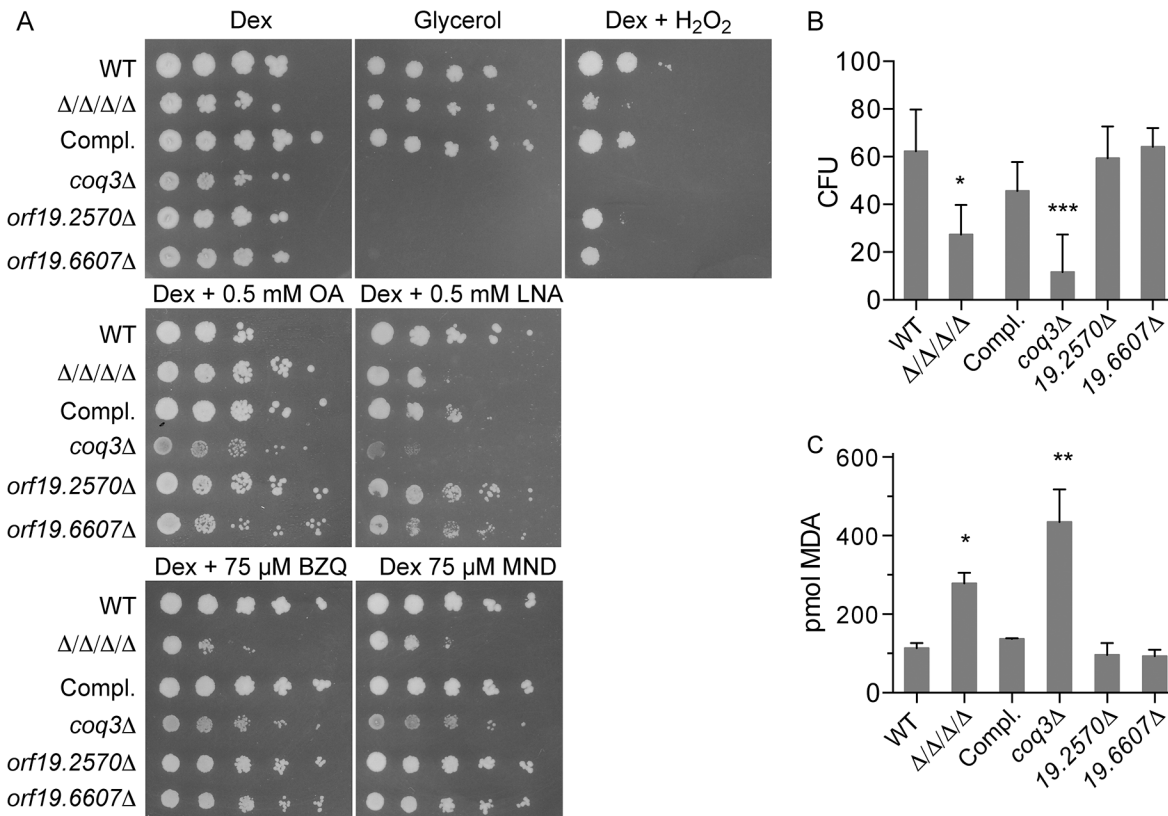 A
Dex Glycerol Dex + H₂O₂
WT
Δ/Δ/Δ/Δ
Compl.
coq3Δ
orf19.2570Δ
orf19.6607Δ
Dex + 0.5 mM OA Dex + 0.5 mM LNA
WT
Δ/Δ/Δ/Δ
Compl.
coq3Δ
orf19.2570Δ
orf19.6607Δ
Dex + 75 µM BZQ Dex 75 µM MND
WT
Δ/Δ/Δ/Δ
Compl.
coq3Δ
orf19.2570Δ
orf19.6607Δ
B
CFU
100
80
60
40
20
0
*
***
WT Δ/Δ/Δ/Δ Compl. coq3Δ 19.2570Δ 19.6607Δ
C
pmol MDA
600
400
200
0
*
**
WT Δ/Δ/Δ/Δ Compl. coq3Δ 19.2570Δ 19.6607Δ